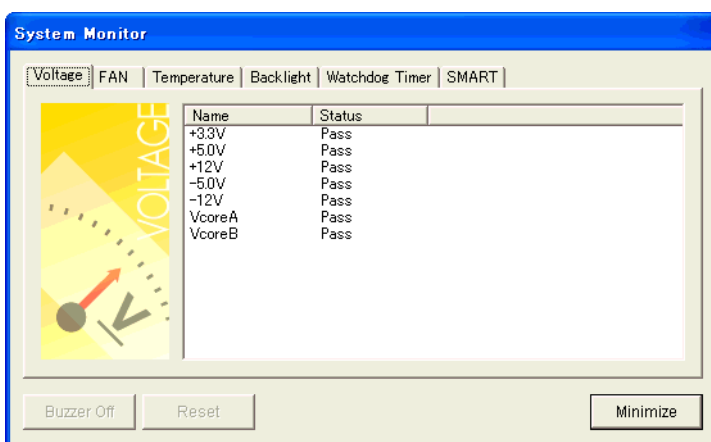 System Monitor
Voltage FAN Temperature Backlight Watchdog Timer SMART
VOLTAGE
Name Status
+3.3V Pass
+5.0V Pass
+12V Pass
-5.0V Pass
-12V Pass
VcoreA Pass
VcoreB Pass
V
Buzzer Off Reset Minimize